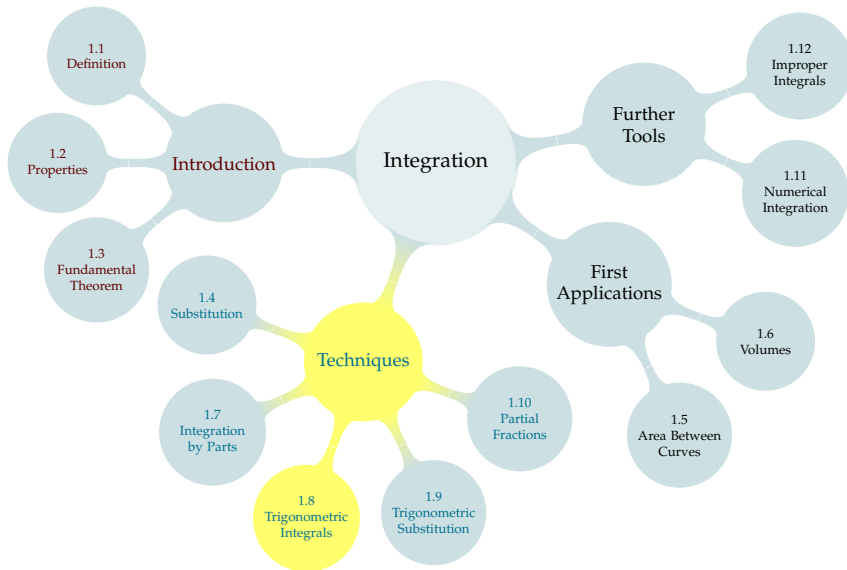 Integration
Introduction
1.1
Definition
1.2
Properties
1.3
Fundamental
Theorem
Techniques
1.4
Substitution
1.7
Integration
by Parts
1.8
Trigonometric
Integrals
1.9
Trigonometric
Substitution
1.10
Partial
Fractions
First
Applications
1.5
Area Between
Curves
1.6
Volumes
Further
Tools
1.11
Numerical
Integration
1.12
Improper
Integrals